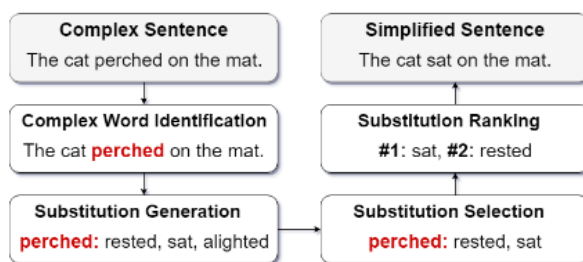 Complex Sentence
The cat perched on the mat.
Complex Word Identification
The cat perched on the mat.
Substitution Generation
perched: rested, sat, alighted
Substitution Selection
perched: rested, sat
Substitution Ranking
#1: sat, #2: rested
Simplified Sentence
The cat sat on the mat.